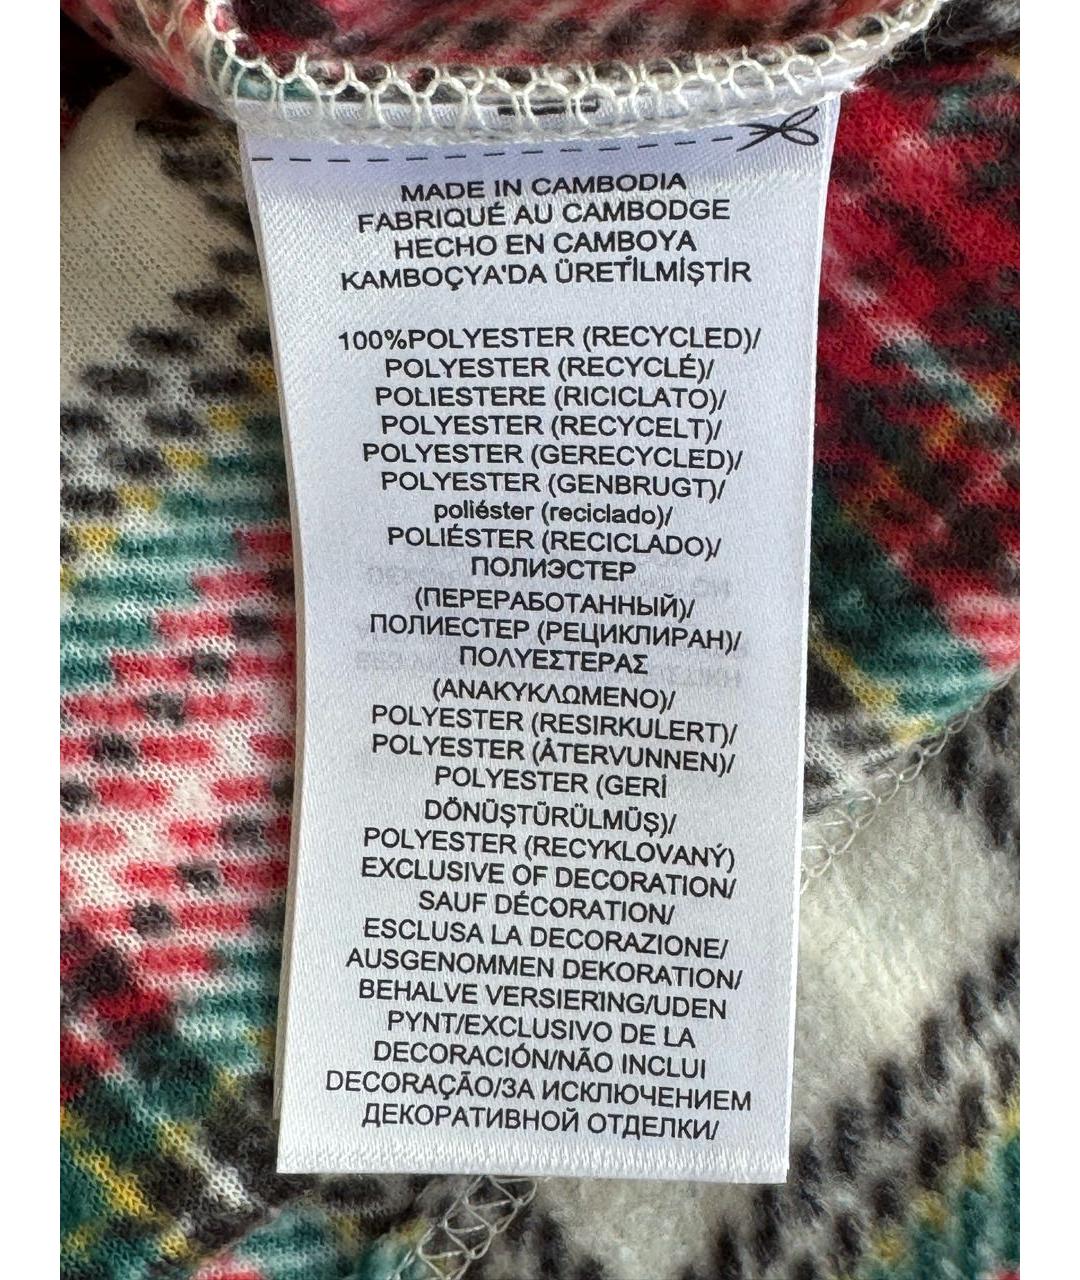 MADE IN CAMBODIA
FABRIQUÉ AU CAMBODGE
HECHO EN CAMBOYA
KAMBOÇYA'DA ÜRETİLMİŞTİR
100%POLYESTER (RECYCLED)/
POLYESTER (RECYCLÉ)/
POLIESTERE (RICICLATO)/
POLYESTER (RECYCELT)/
POLYESTER (GERECYCLED)/
POLYESTER (GENBRUGT)/
poliéster (reciclado)/
POLIÉSTER (RECICLADO)/
ПОЛИЭСТЕР
(ПЕРЕРАБОТАННЫЙ)/
ПОЛИЕСТЕР (РЕЦИКЛИРАН)/
ΠΟΛΥΕΣΤΕΡΑΣ
(ΑΝΑΚΥΚΛΩΜΕΝΟ)/
POLYESTER (RESIRKULERT)/
POLYESTER (ÅTERVUNNEN)/
POLYESTER (GERİ
DÖNÜŞTÜRÜLMÜŞ)/
POLYESTER (RECYKLOVANÝ)
EXCLUSIVE OF DECORATION/
SAUF DÉCORATION/
ESCLUSA LA DECORAZIONE/
AUSGENOMMEN DEKORATION/
BEHALVE VERSIERING/UDEN
PYNT/EXCLUSIVO DE LA
DECORACIÓN/NÃO INCLUI
DECORAÇÃO/ЗА ИСКЛЮЧЕНИЕМ
ДЕКОРАТИВНОЙ ОТДЕЛКИ/